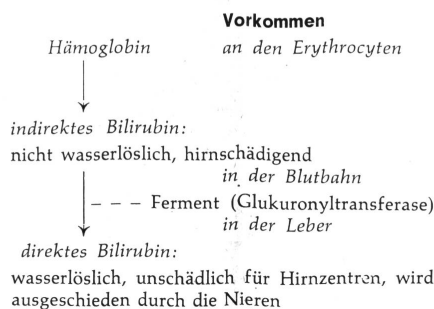 Vorkommen
Hämoglobin an den Erythrocyten
indirektes Bilirubin:
nicht wasserlöslich, hirnschädigend
in der Blutbahn
– – – Ferment (Glukuronyltransferase)
in der Leber
direktes Bilirubin:
wasserlöslich, unschädlich für Hirnzentren, wird
ausgeschieden durch die Nieren